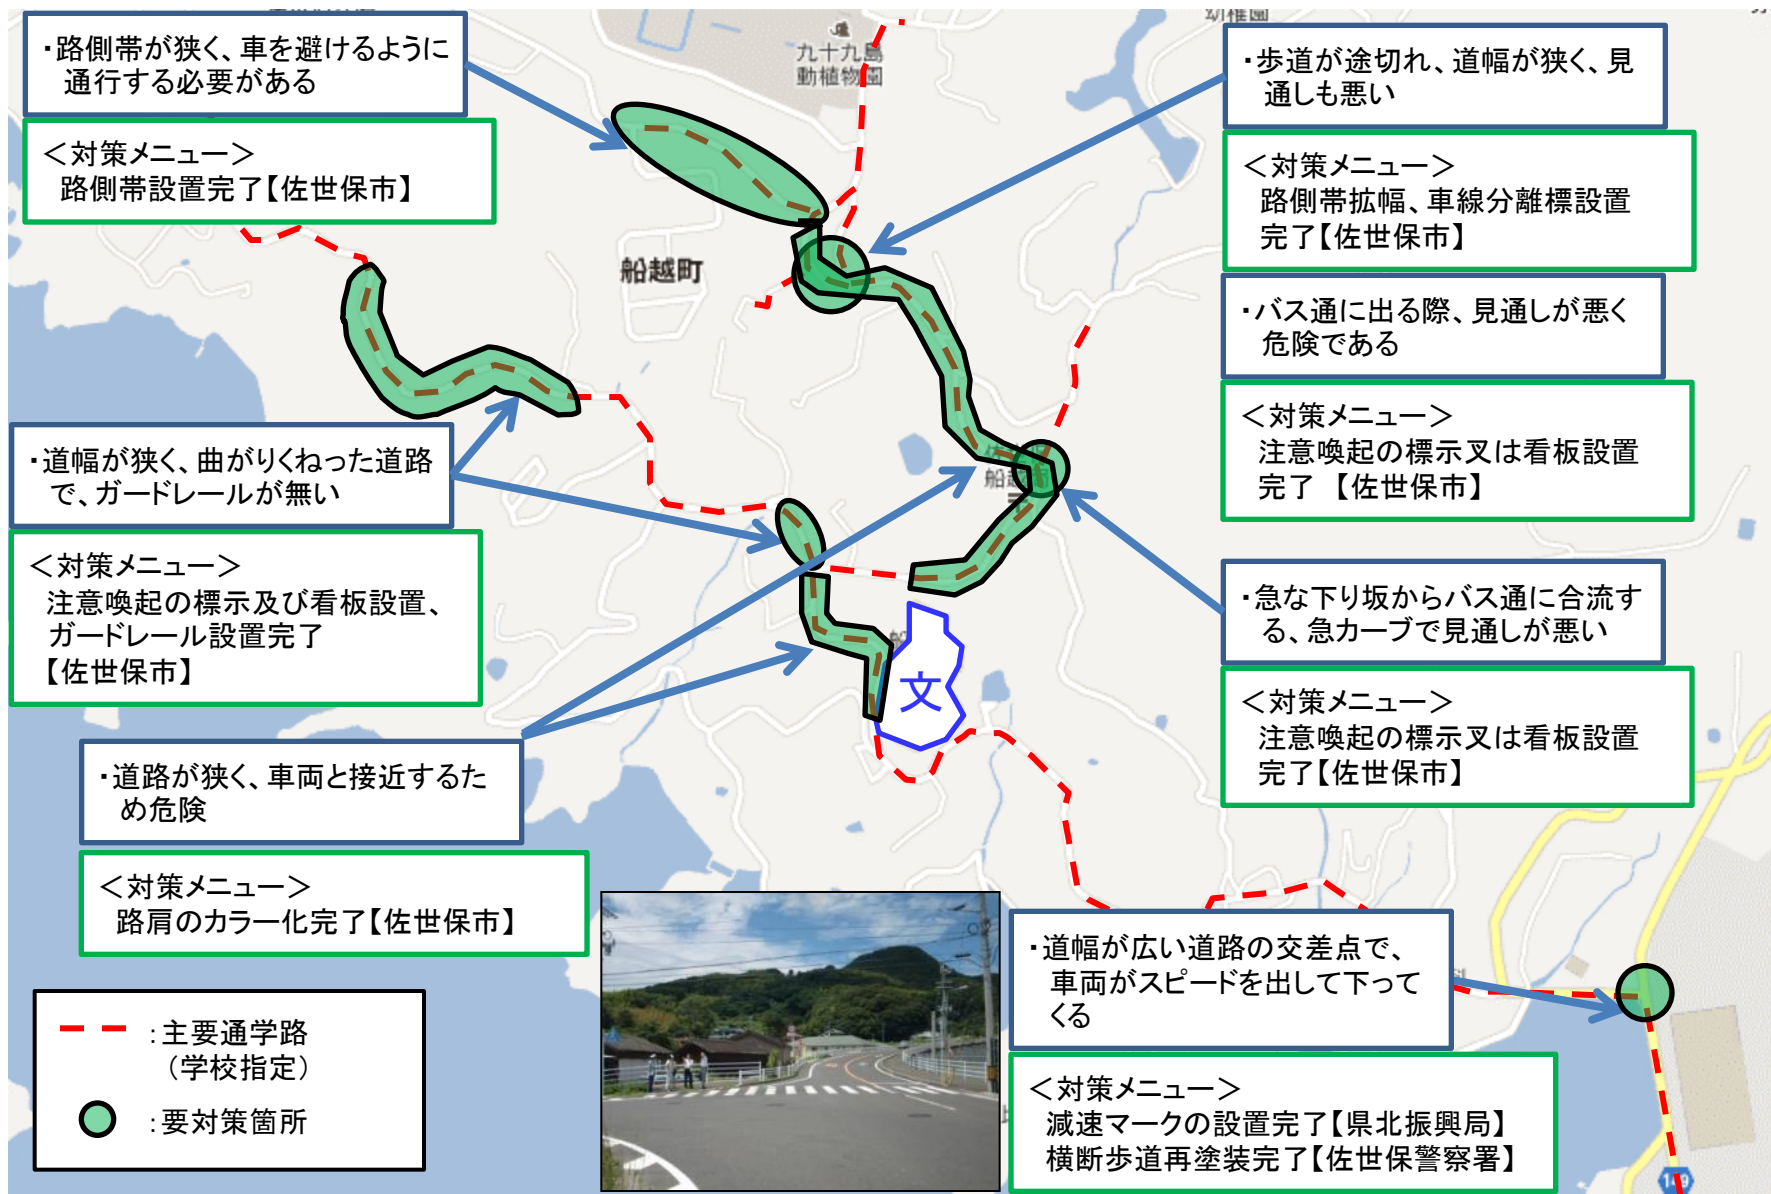 ・路側帯が狭く、車を避けるように
通行する必要がある
＜対策メニュー＞
路側帯設置完了【佐世保市】
九十九島
動植物園
幼稚園
・歩道が途切れ、道幅が狭く、見
通しも悪い
＜対策メニュー＞
路側帯拡幅、車線分離標設置
完了【佐世保市】
船越町
・バス通に出る際、見通しが悪く
危険である
＜対策メニュー＞
注意喚起の標示叉は看板設置
完了 【佐世保市】
・道幅が狭く、曲がりくねった道路
で、ガードレールが無い
＜対策メニュー＞
注意喚起の標示及び看板設置、
ガードレール設置完了
【佐世保市】
・急な下り坂からバス通に合流す
る、急カーブで見通しが悪い
＜対策メニュー＞
注意喚起の標示叉は看板設置
完了【佐世保市】
船
文
・道路が狭く、車両と接近するた
め危険
＜対策メニュー＞
路肩のカラー化完了【佐世保市】
・道幅が広い道路の交差点で、
車両がスピードを出して下って
くる
＜対策メニュー＞
減速マークの設置完了【県北振興局】
横断歩道再塗装完了【佐世保警察署】
：主要通学路
（学校指定）
：要対策箇所
149